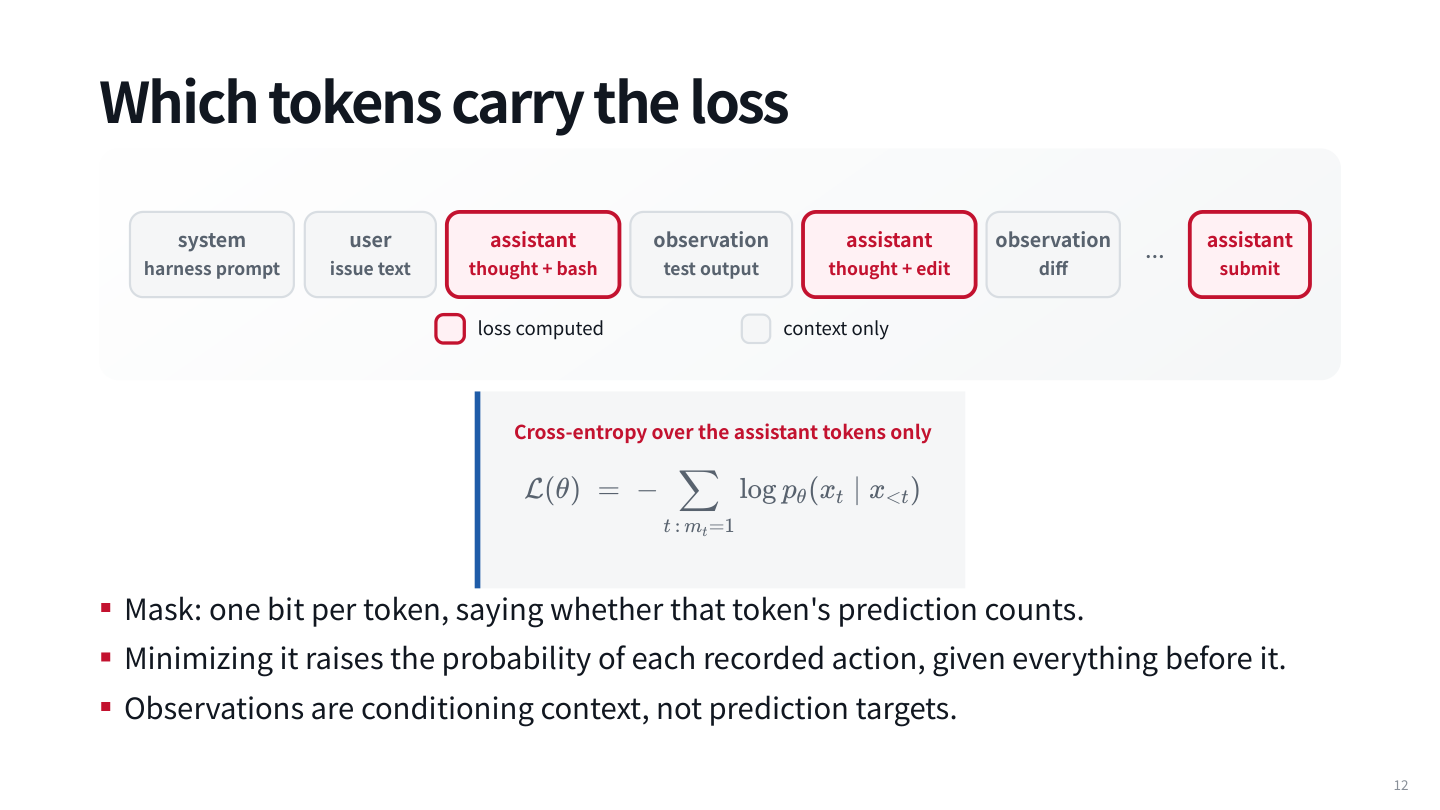 Which tokens carry the loss
system
harness prompt
user
issue text
assistant
thought + bash
observation
test output
assistant
thought + edit
observation
diff
...
assistant
submit
loss computed
context only
Cross-entropy over the assistant tokens only
ℒ(θ) = − ∑ log p_θ(x_t | x_{<t})
t : m_t=1
Mask: one bit per token, saying whether that token's prediction counts.
Minimizing it raises the probability of each recorded action, given everything before it.
Observations are conditioning context, not prediction targets.
12